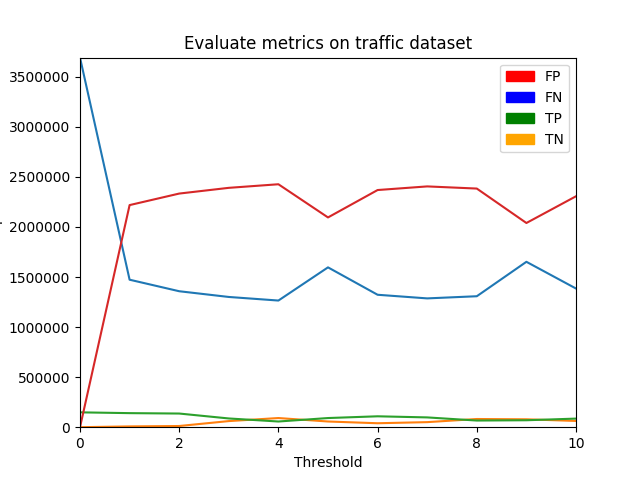 Evaluate metrics on traffic dataset
FP
FN
TP
TN
3500000
3000000
2500000
2000000
1500000
1000000
500000
0
0 2 4 6 8 10
Threshold